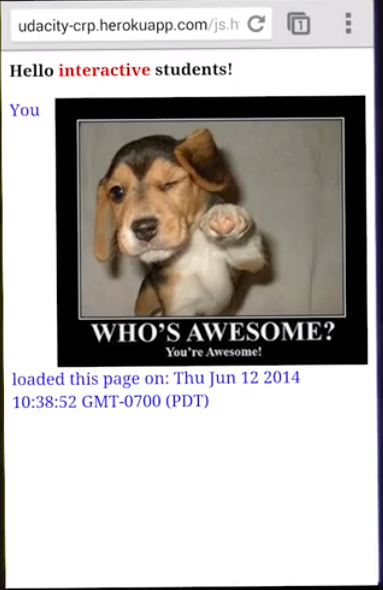 udacity-crp.herokuapp.com/js.h
1
Hello interactive students!
You
WHO'S AWESOME?
You're Awesome!
loaded this page on: Thu Jun 12 2014
10:38:52 GMT-0700 (PDT)